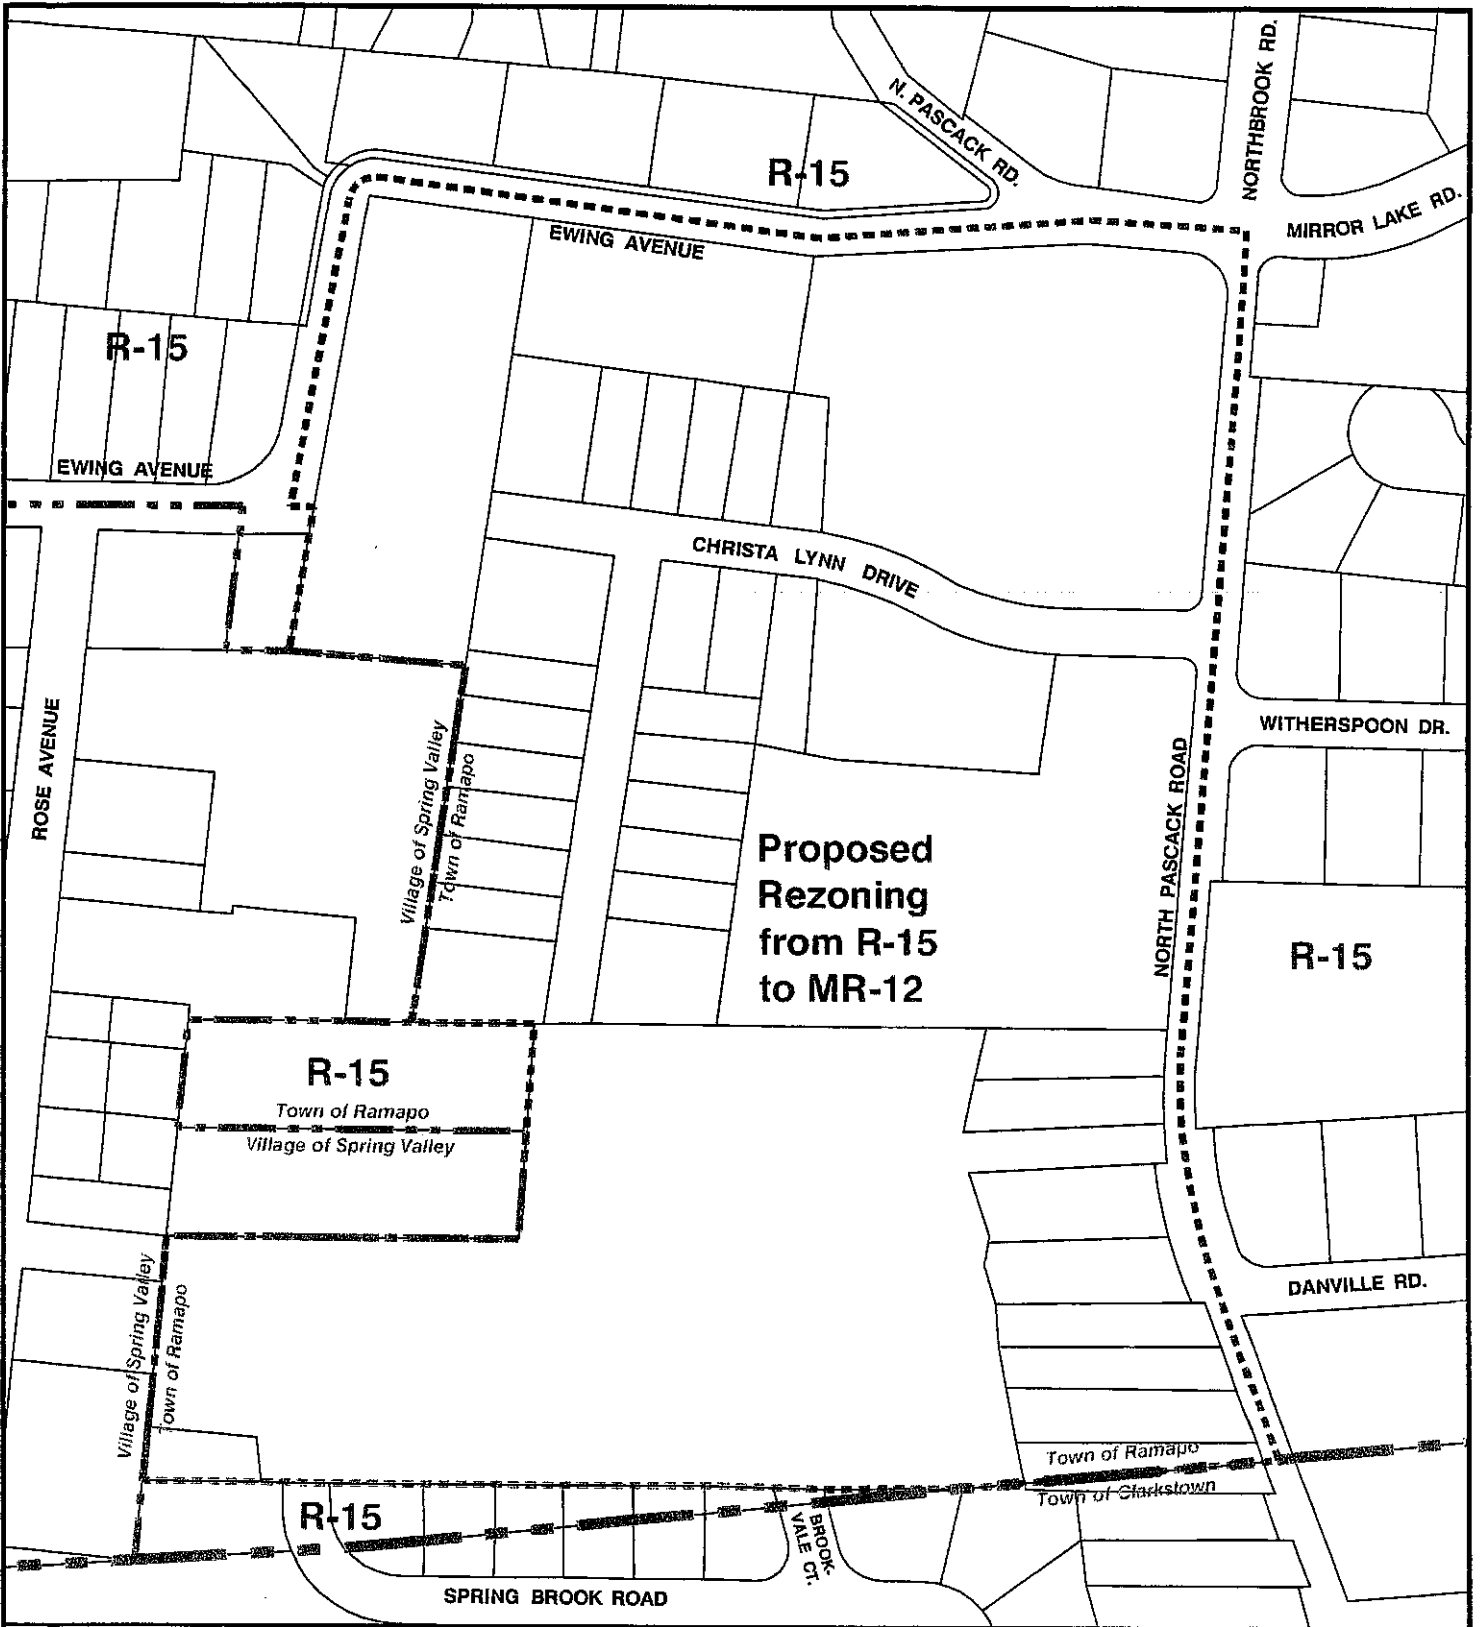 NORTHBROOK RD.
N. PASCACK RD.
R-15
MIRROR LAKE RD.
EWING AVENUE
R-15
EWING AVENUE
CHRISTA LYNN DRIVE
ROSE AVENUE
WITHERSPOON DR.
Village of Spring Valley
Town of Ramapo
NORTH PASCACK ROAD
Proposed
Rezoning
from R-15
to MR-12
R-15
R-15
Town of Ramapo
Village of Spring Valley
Village of Spring Valley
Town of Ramapo
DANVILLE RD.
Town of Ramapo
Town of Clarkstown
R-15
BROOK-
VALE CT.
SPRING BROOK ROAD